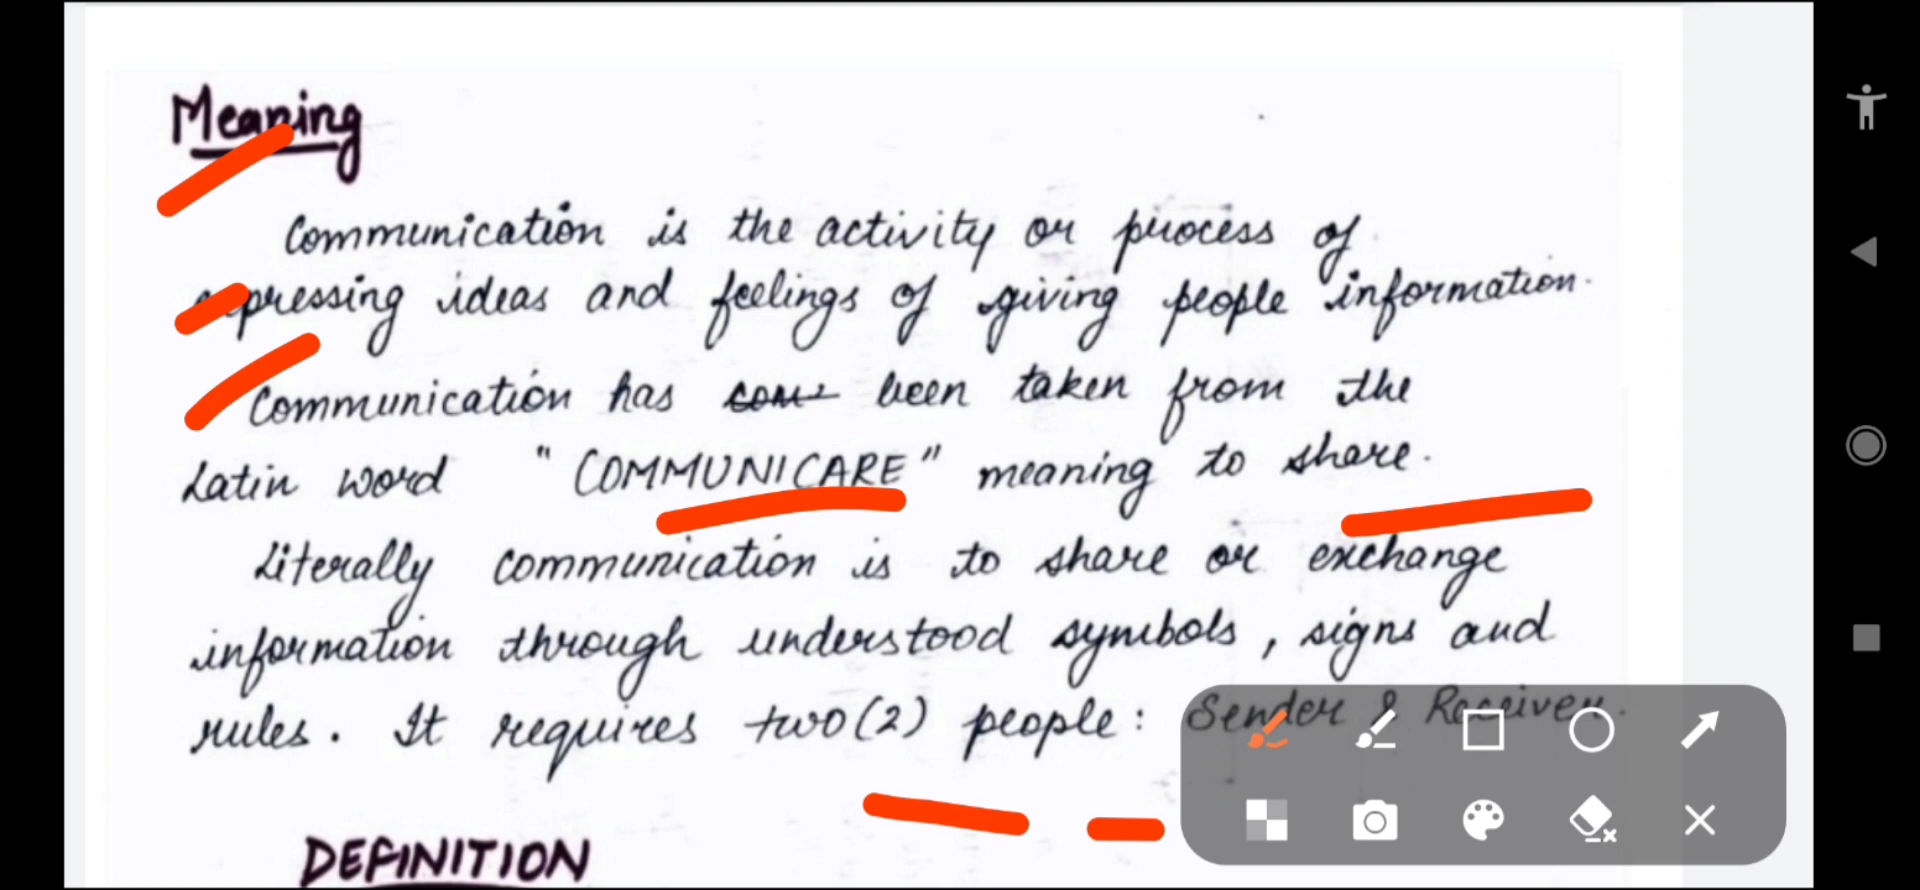 Meaning
Communication is the activity or process of
expressing ideas and feelings of giving people information.
Communication has com been taken from the
Latin word "COMMUNICARE" meaning to share.
Literally communication is to share or exchange
information through understood symbols, signs and
rules. It requires two (2) people: Sender & Receiver.
DEFINITION